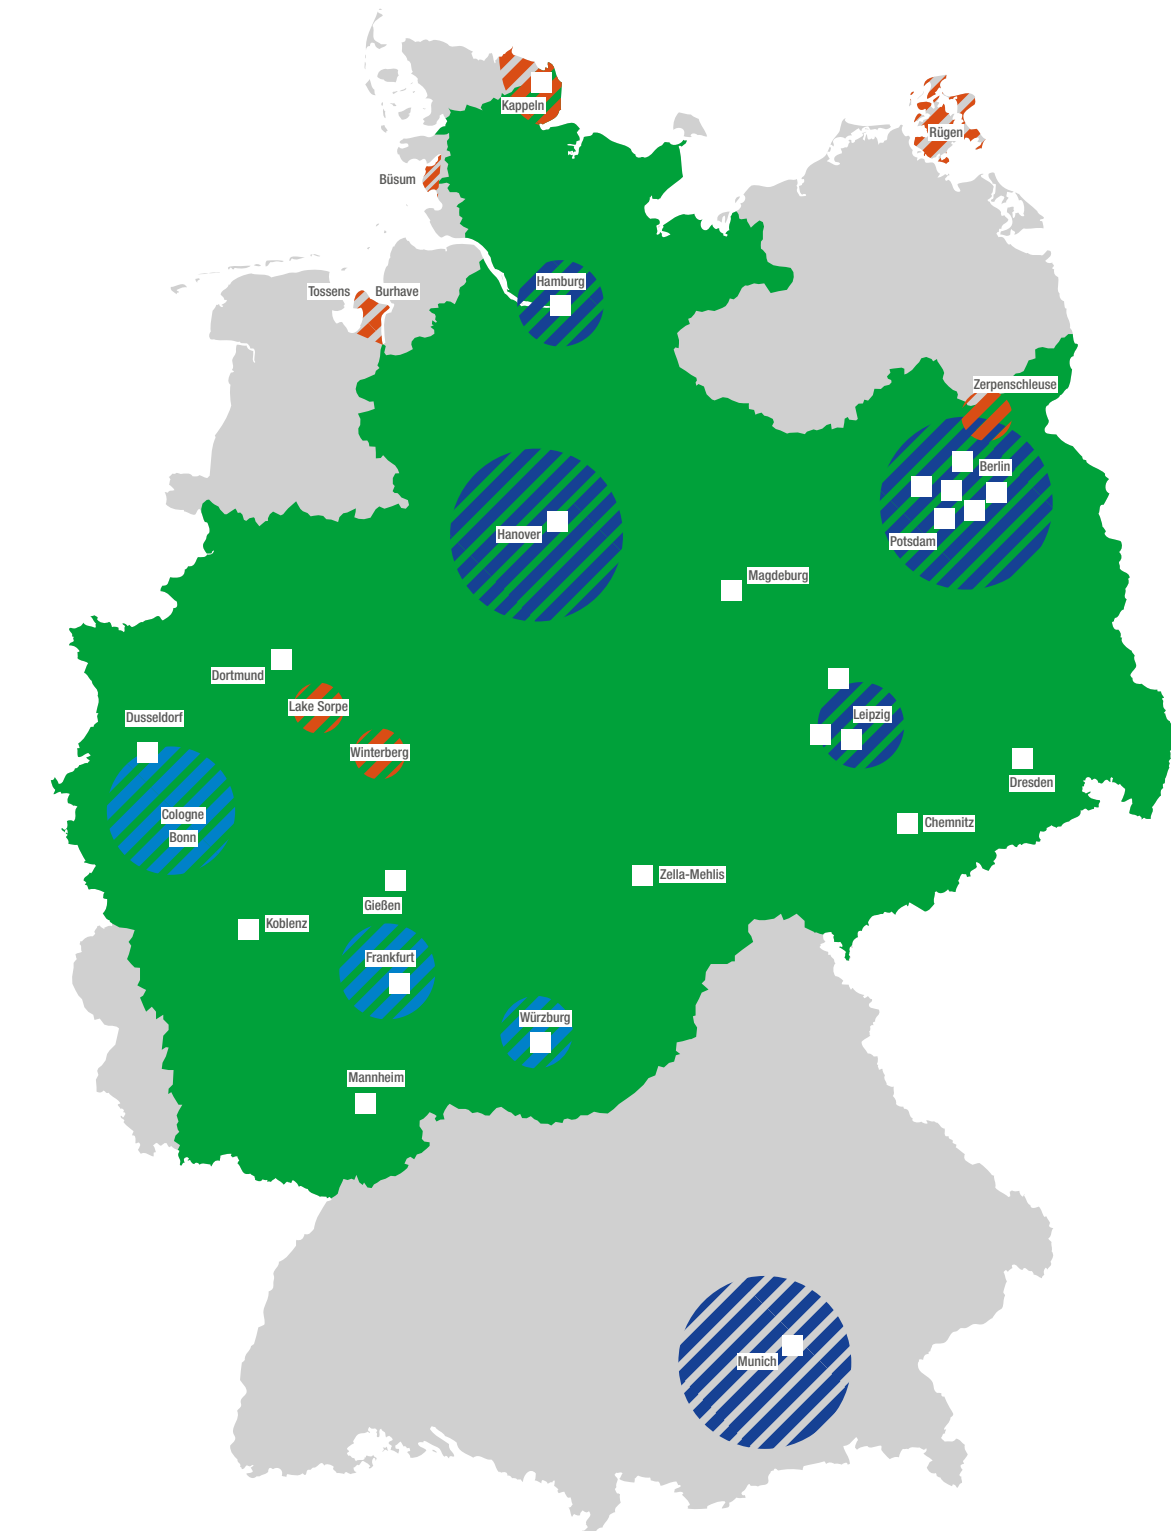 Kappeln
Rügen
Büsum
Hamburg
Tossens
Burhave
Zerpenschleuse
Berlin
Hanover
Potsdam
Magdeburg
Dortmund
Lake Sorpe
Leipzig
Dusseldorf
Winterberg
Dresden
Cologne
Chemnitz
Bonn
Zella-Mehlis
Gießen
Koblenz
Frankfurt
Würzburg
Mannheim
Munich